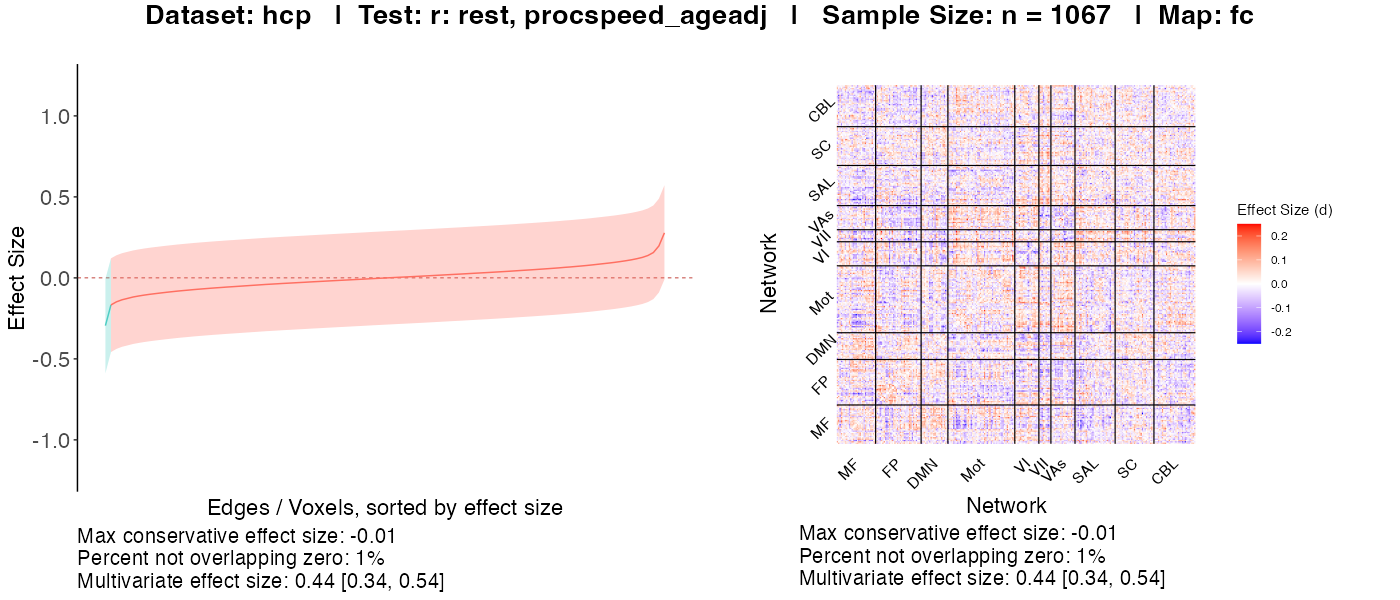 Dataset: hcp | Test: r: rest, procspeed_ageadj | Sample Size: n = 1067 | Map: fc
Effect Size
1.0
0.5
0.0
-0.5
-1.0
Edges / Voxels, sorted by effect size
Max conservative effect size: -0.01
Percent not overlapping zero: 1%
Multivariate effect size: 0.44 [0.34, 0.54]
Network
CBL
SC
SAL
VAs
VII
VI
Mot
DMN
FP
MF
MF
FP
DMN
Mot
VI
VII
VAs
SAL
SC
CBL
Network
Max conservative effect size: -0.01
Percent not overlapping zero: 1%
Multivariate effect size: 0.44 [0.34, 0.54]
Effect Size (d)
0.2
0.1
0.0
-0.1
-0.2